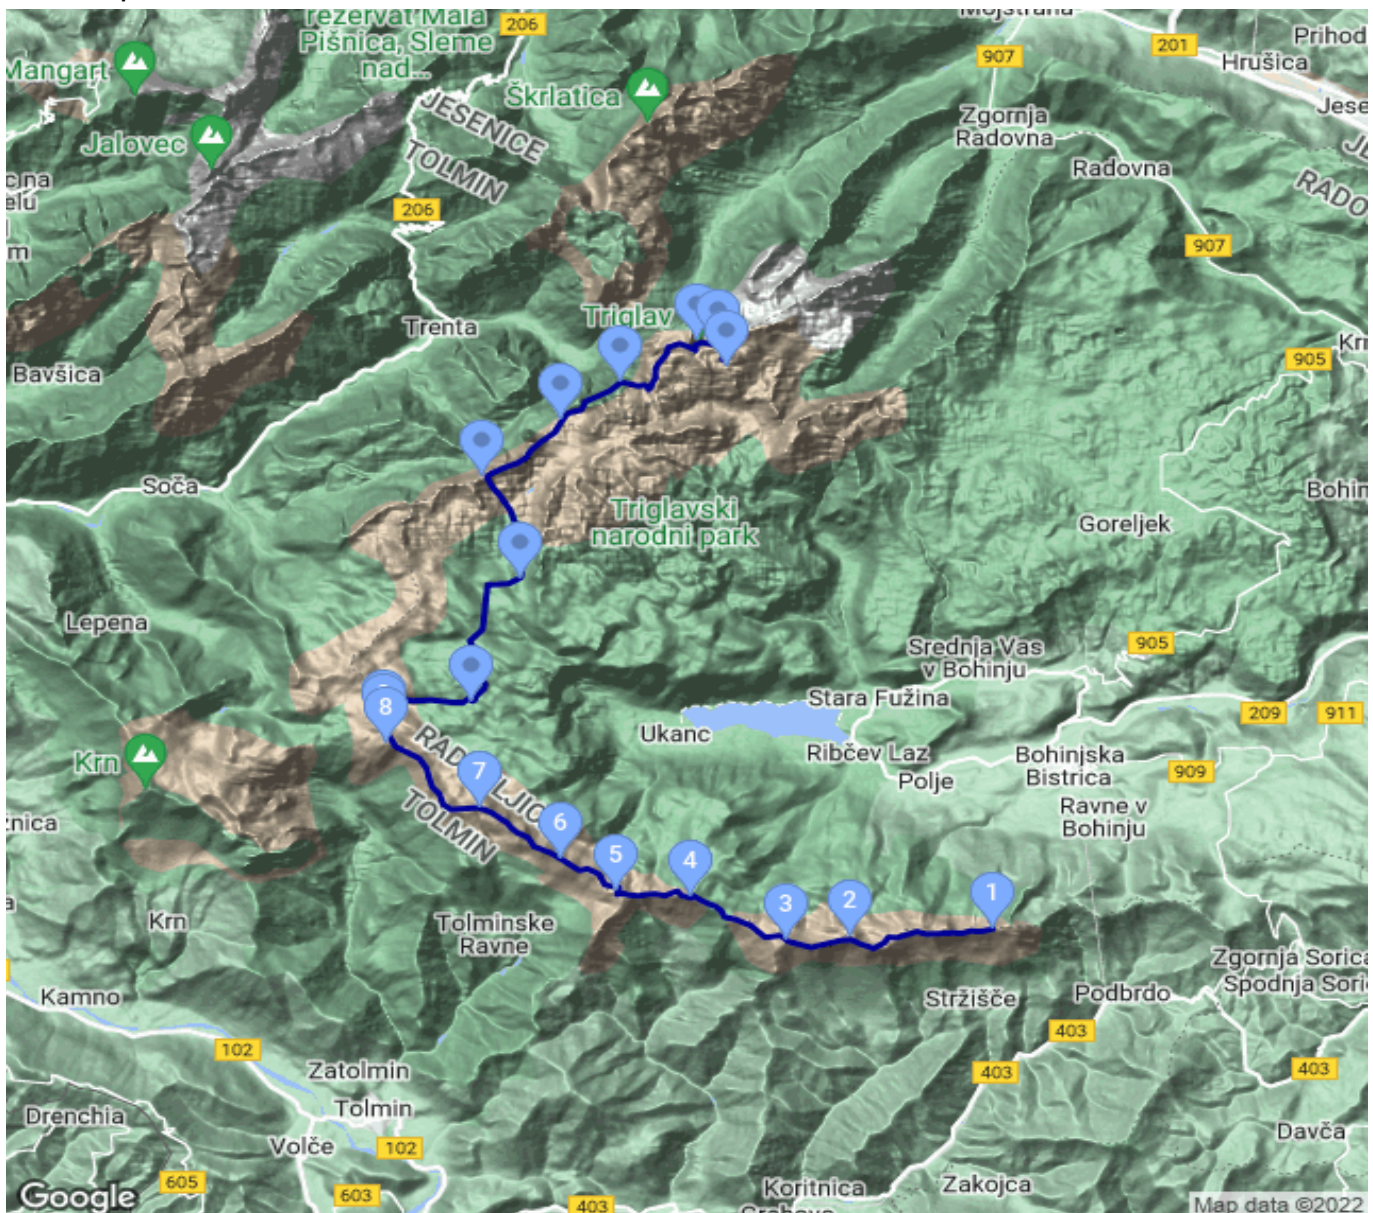 rezervat Mala
Pišnica, Sleme
nad...
206
Mojstrana
201
Prihod
Hrušica
907
Mangart
Škrlatica
JESENICE
Jese
Zgornja
Radovna
Jalovec
TOLMIN
Radovna
RADO
206
907
m
Triglav
Trenta
905
Bavšica
Soča
Triglavski
narodni park
Goreljek
Bohin
Lepena
Srednja Vas
v Bohinju
905
Stara Fužina
209
911
8
Ukanc
Ribčev Laz
Bohinjska
Bistrica
909
Polje
Krn
7
TOLMIN
Ravne v
Bohinju
6
5
4
3
2
1
Krn
Tolminske
Ravne
Zgornja Sorica
Spodnja Sori
Kamno
Stržišče
Podbrdo
403
102
403
403
Zatolmin
Tolmin
Drenchia
Volče
102
Davča
605
603
403
Koritnica
Zakojca
Google
Map data ©2022